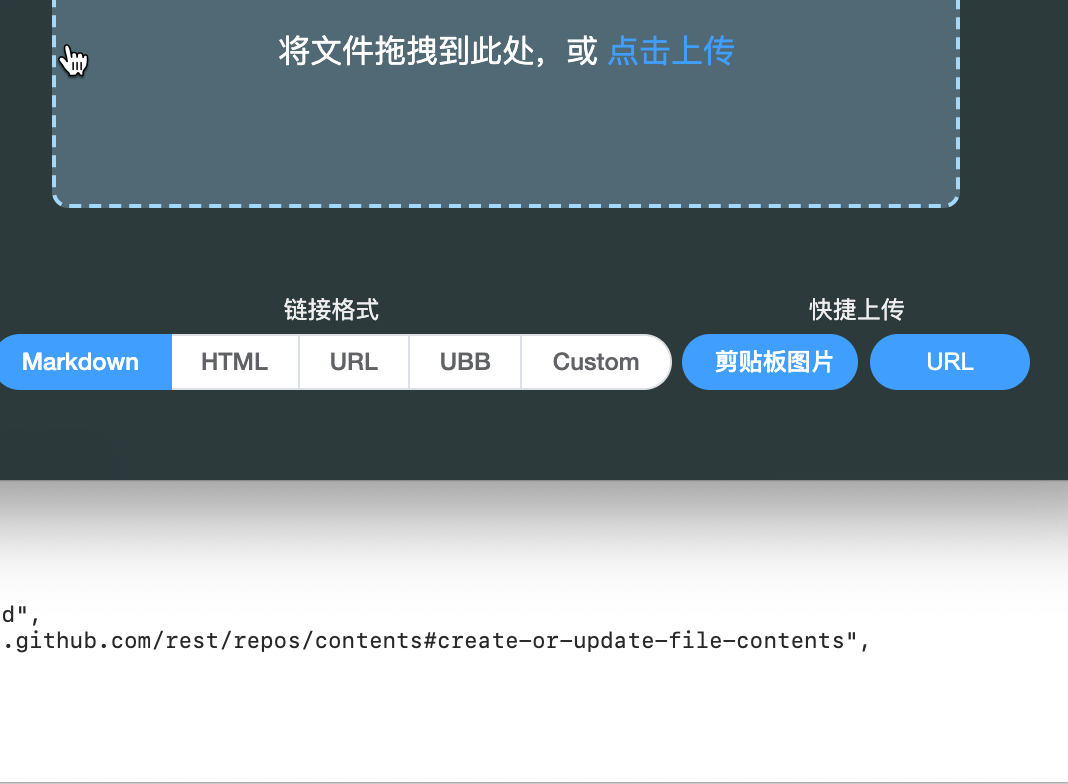 将文件拖拽到此处，或 点击上传
链接格式
快捷上传
Markdown
HTML
URL
UBB
Custom
剪贴板图片
URL
d",
.github.com/rest/repos/contents#create-or-update-file-contents",